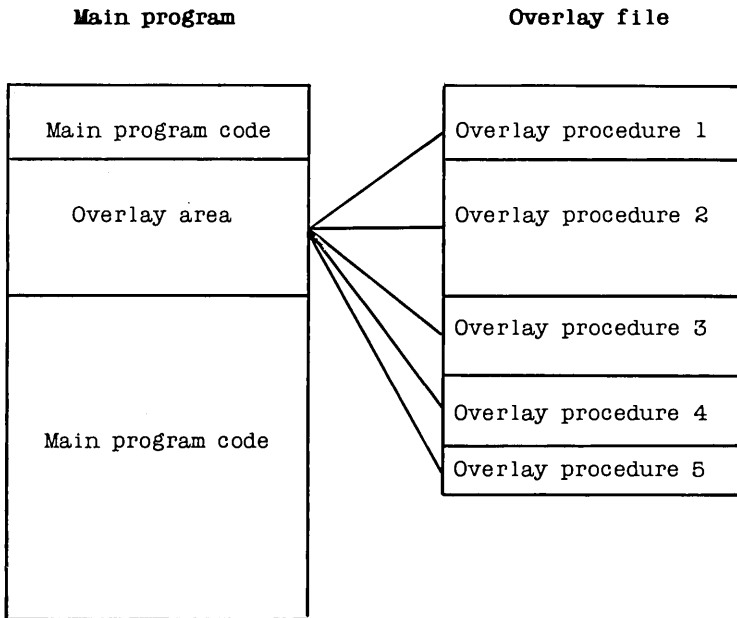 Main program
Overlay file
Main program code
Overlay area
Main program code
Overlay procedure 1
Overlay procedure 2
Overlay procedure 3
Overlay procedure 4
Overlay procedure 5